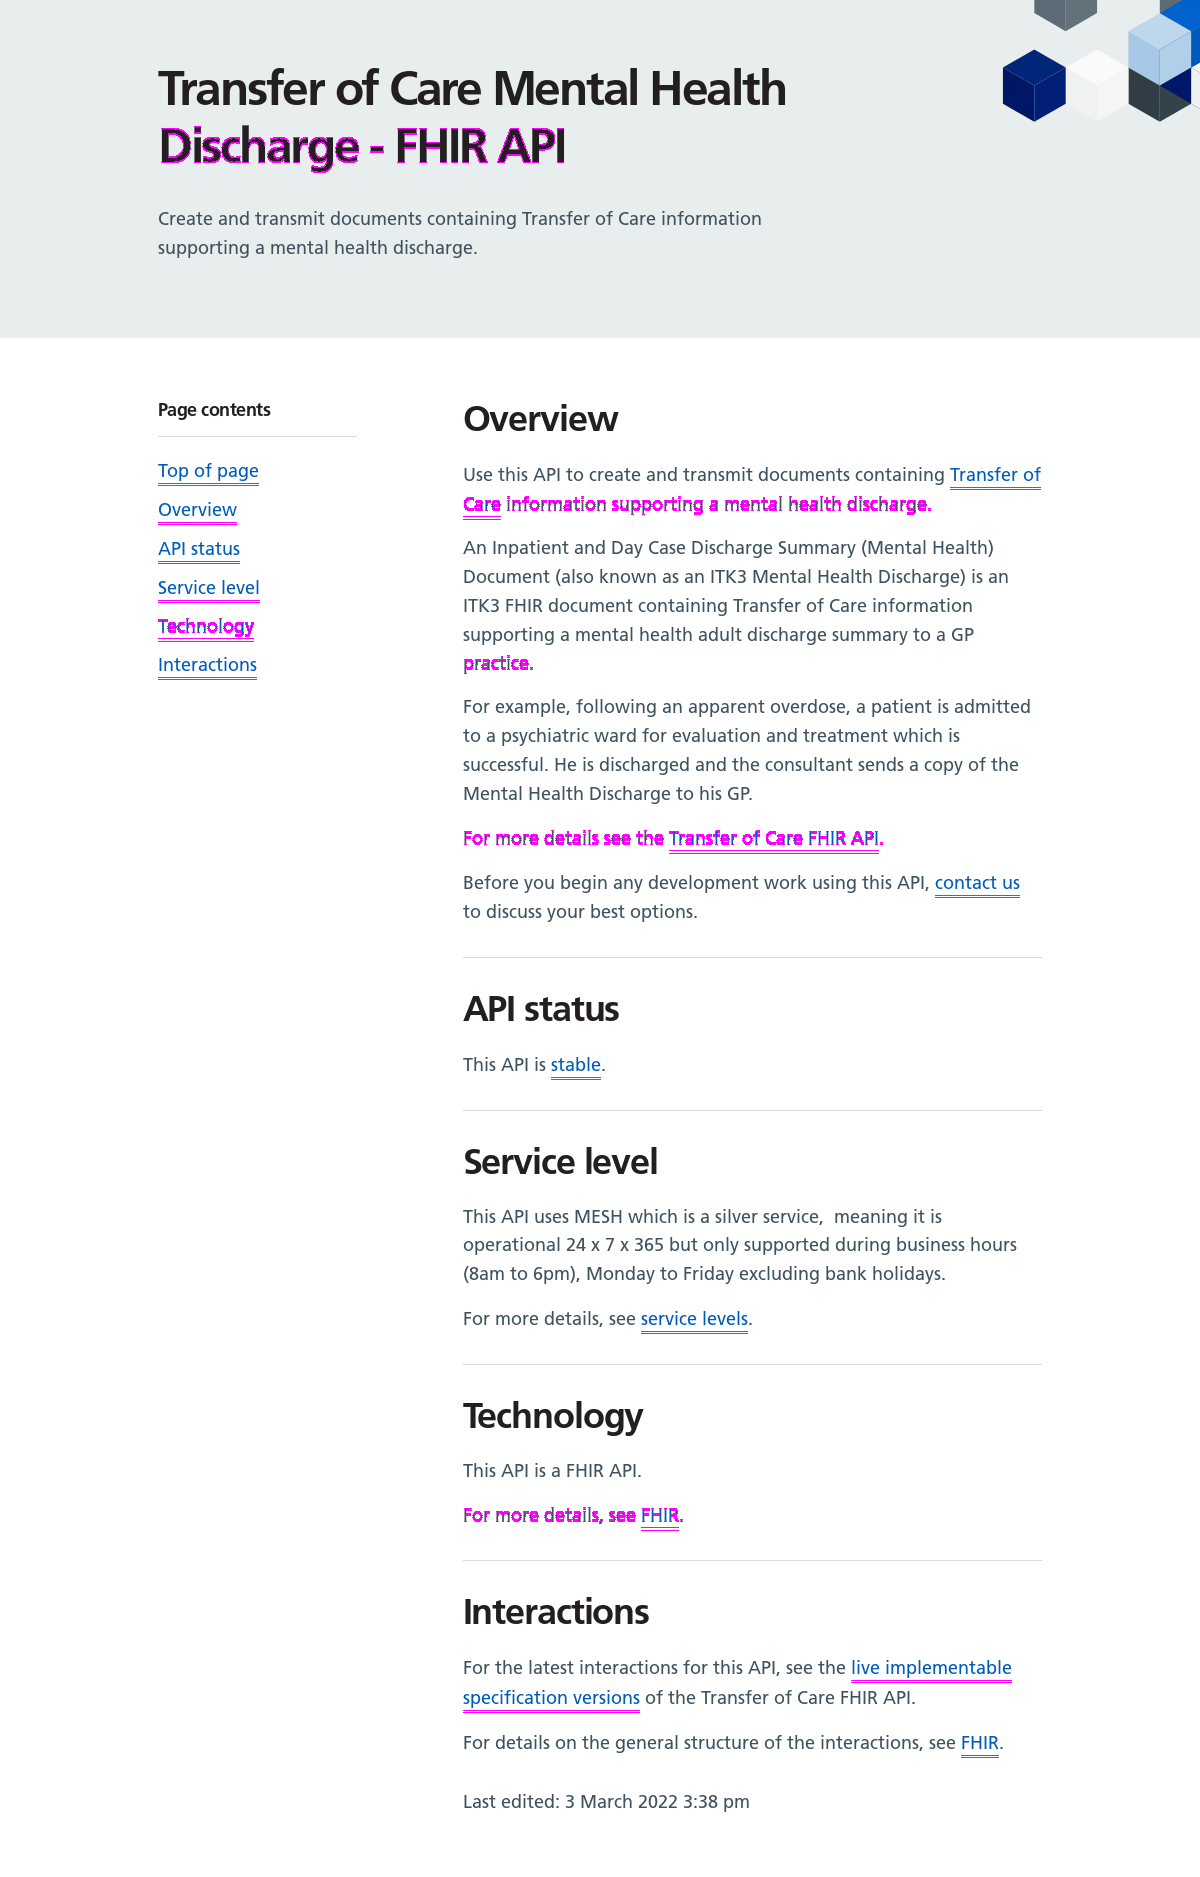 Transfer of Care Mental Health
Discharge - FHIR API
Create and transmit documents containing Transfer of Care information
supporting a mental health discharge.
Page contents
Top of page
Overview
API status
Service level
Technology
Interactions
Overview
Use this API to create and transmit documents containing Transfer of
Care information supporting a mental health discharge.
An Inpatient and Day Case Discharge Summary (Mental Health)
Document (also known as an ITK3 Mental Health Discharge) is an
ITK3 FHIR document containing Transfer of Care information
supporting a mental health adult discharge summary to a GP
practice.
For example, following an apparent overdose, a patient is admitted
to a psychiatric ward for evaluation and treatment which is
successful. He is discharged and the consultant sends a copy of the
Mental Health Discharge to his GP.
For more details see the Transfer of Care FHIR API.
Before you begin any development work using this API, contact us
to discuss your best options.
API status
This API is stable.
Service level
This API uses MESH which is a silver service,  meaning it is
operational 24 x 7 x 365 but only supported during business hours
(8am to 6pm), Monday to Friday excluding bank holidays.
For more details, see service levels.
Technology
This API is a FHIR API.
For more details, see FHIR.
Interactions
For the latest interactions for this API, see the live implementable
specification versions of the Transfer of Care FHIR API.
For details on the general structure of the interactions, see FHIR.
Last edited: 3 March 2022 3:38 pm